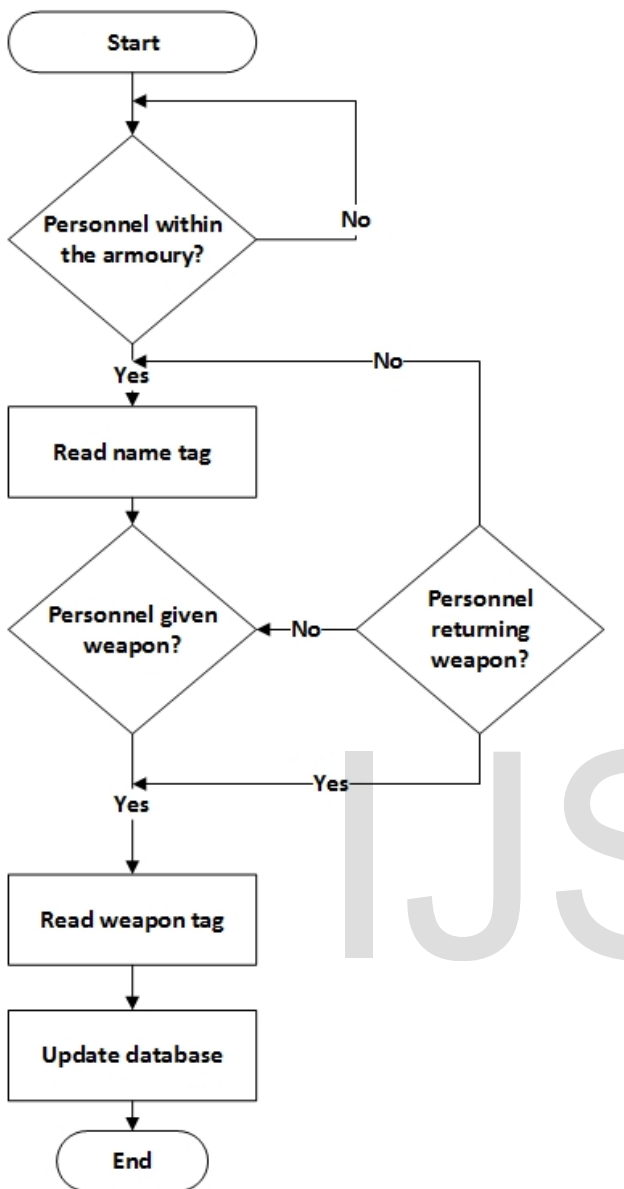 Start
No
Personnel within
the armoury?
No
Yes
Read name tag
Personnel given
weapon?
No
Personnel
returning
weapon?
Yes
Yes
Read weapon tag
Update database
End
IJS